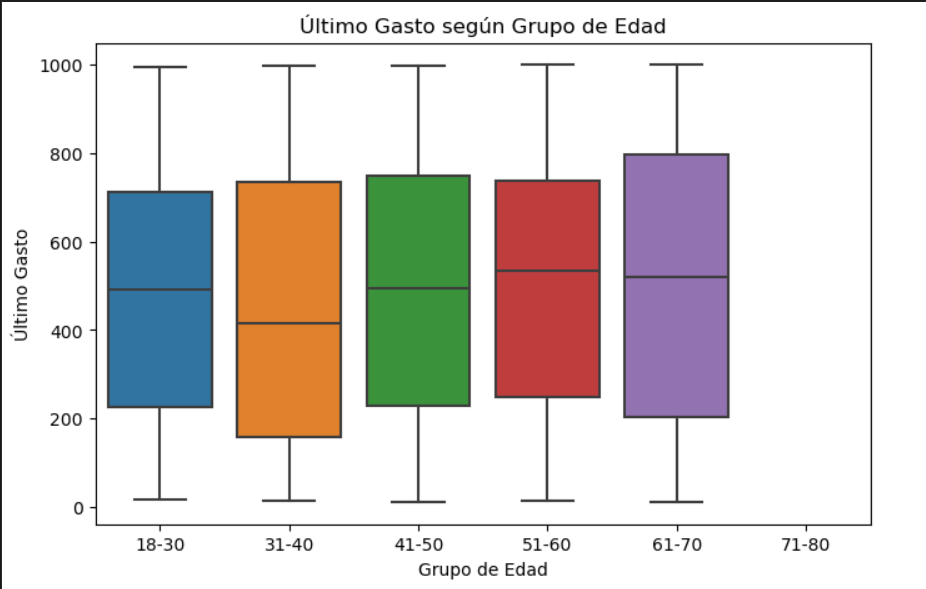 Último Gasto según Grupo de Edad
Último Gasto
1000
800
600
400
200
0
18-30 31-40 41-50 51-60 61-70 71-80
Grupo de Edad